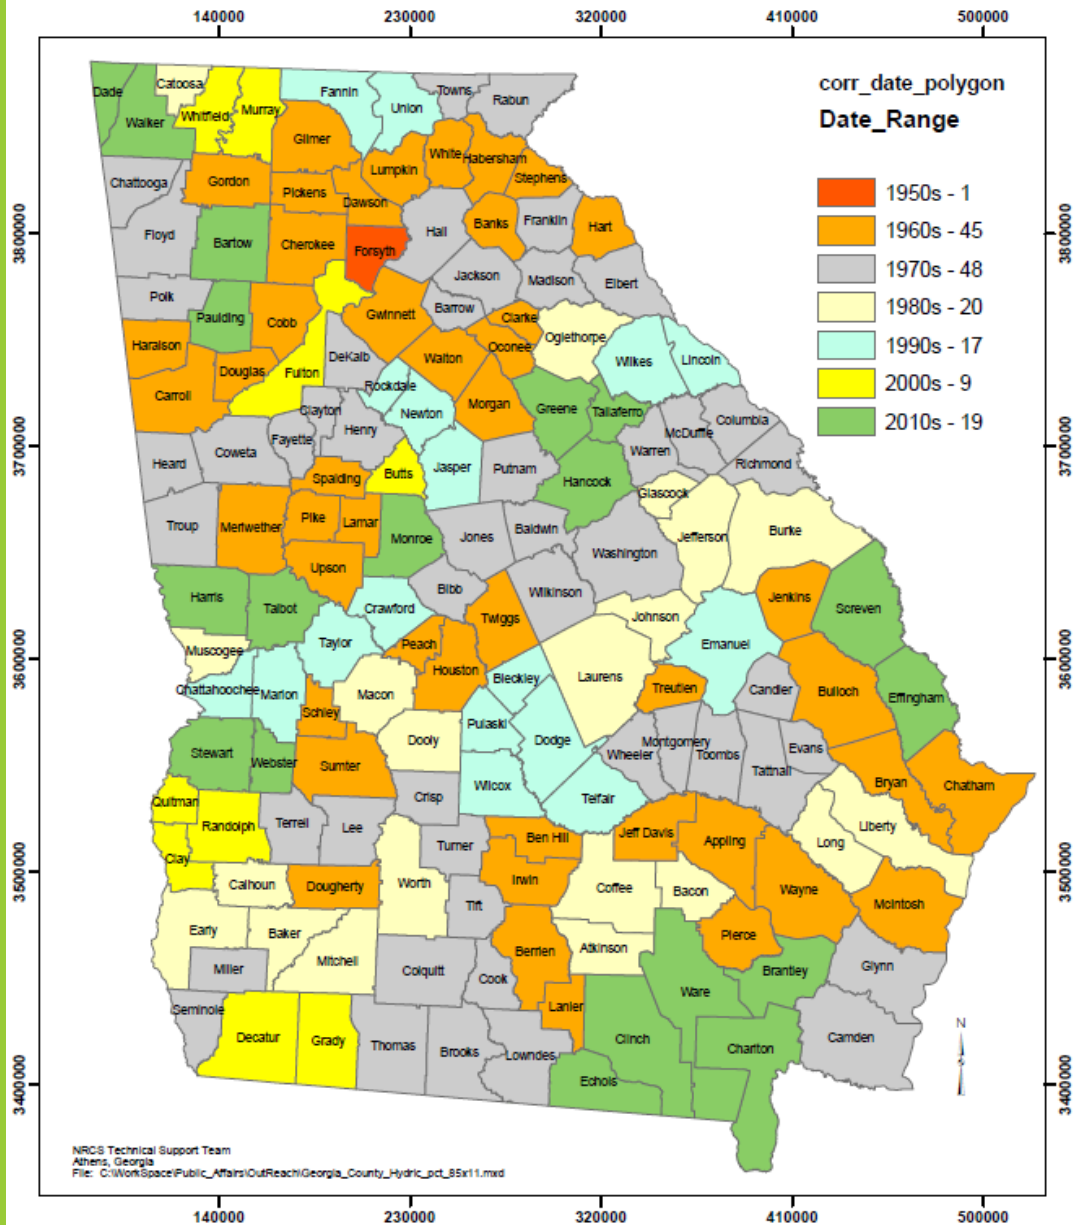 140000 230000 320000 410000 500000
corr_date_polygon
Date_Range
1950s - 1
1960s - 45
1970s - 48
1980s - 20
1990s - 17
2000s - 9
2010s - 19
3800000
3700000
3600000
3500000
3400000
3800000
3700000
3600000
3500000
3400000
Dade
Catoosa
Walker
Whitfield
Murray
Fannin
Union
Towns
Rabun
Gilmer
White
Habersham
Lumpkin
Stephens
Chattooga
Gordon
Pickens
Dawson
Floyd
Bartow
Cherokee
Forsyth
Hall
Banks
Franklin
Hart
Jackson
Madison
Elbert
Polk
Paulding
Cobb
Gwinnett
Barrow
Clarke
Oconee
Oglethorpe
Wilkes
Lincoln
Haralson
Douglas
Fulton
DeKalb
Walton
Carroll
Rockdale
Newton
Morgan
Greene
Taliaferro
Columbia
McDuffie
Warren
Richmond
Clayton
Henry
Fayette
Coweta
Heard
Spalding
Butts
Jasper
Putnam
Hancock
Glascock
Troup
Meriwether
Pike
Lamar
Monroe
Jones
Baldwin
Washington
Jefferson
Burke
Upson
Harris
Talbot
Crawford
Bibb
Twiggs
Wilkinson
Johnson
Jenkins
Screven
Emanuel
Muscogee
Taylor
Peach
Houston
Bleckley
Laurens
Treutlen
Candler
Bulloch
Effingham
Chattahoochee
Marion
Schley
Macon
Dooly
Pulaski
Dodge
Wheeler
Montgomery
Toombs
Evans
Tattnall
Bryan
Chatham
Stewart
Webster
Sumter
Crisp
Wilcox
Telfair
Quitman
Randolph
Terrell
Lee
Turner
Ben Hill
Jeff Davis
Appling
Long
Liberty
Clay
Calhoun
Dougherty
Worth
Tift
Irwin
Coffee
Bacon
Wayne
McIntosh
Early
Baker
Mitchell
Miller
Colquitt
Cook
Berrien
Atkinson
Pierce
Brantley
Glynn
Seminole
Decatur
Grady
Thomas
Brooks
Lowndes
Lanier
Clinch
Ware
Charlton
Camden
Echols
N
NRCS Technical Support Team
Athens, Georgia
File: C:\WorkSpace\Public_Affairs\OutReach\Georgia_County_Hydric_pct_85x11.mxd
140000 230000 320000 410000 500000